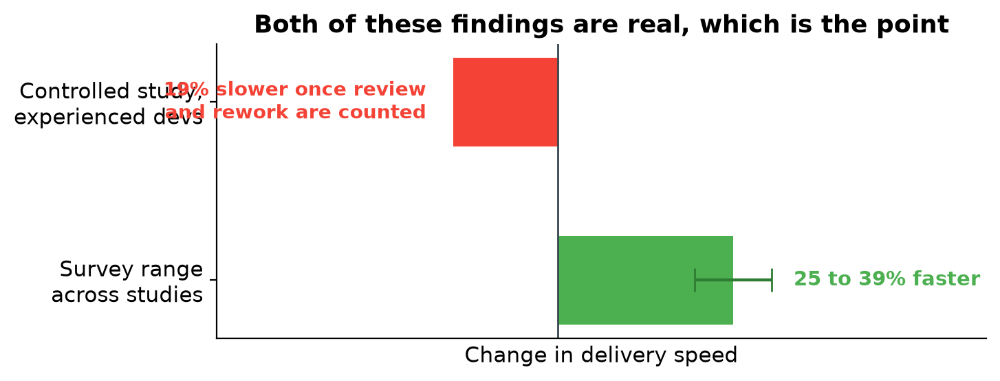 Both of these findings are real, which is the point
Controlled study,
experienced devs
19% slower once review
and rework are counted
Survey range
across studies
25 to 39% faster
Change in delivery speed